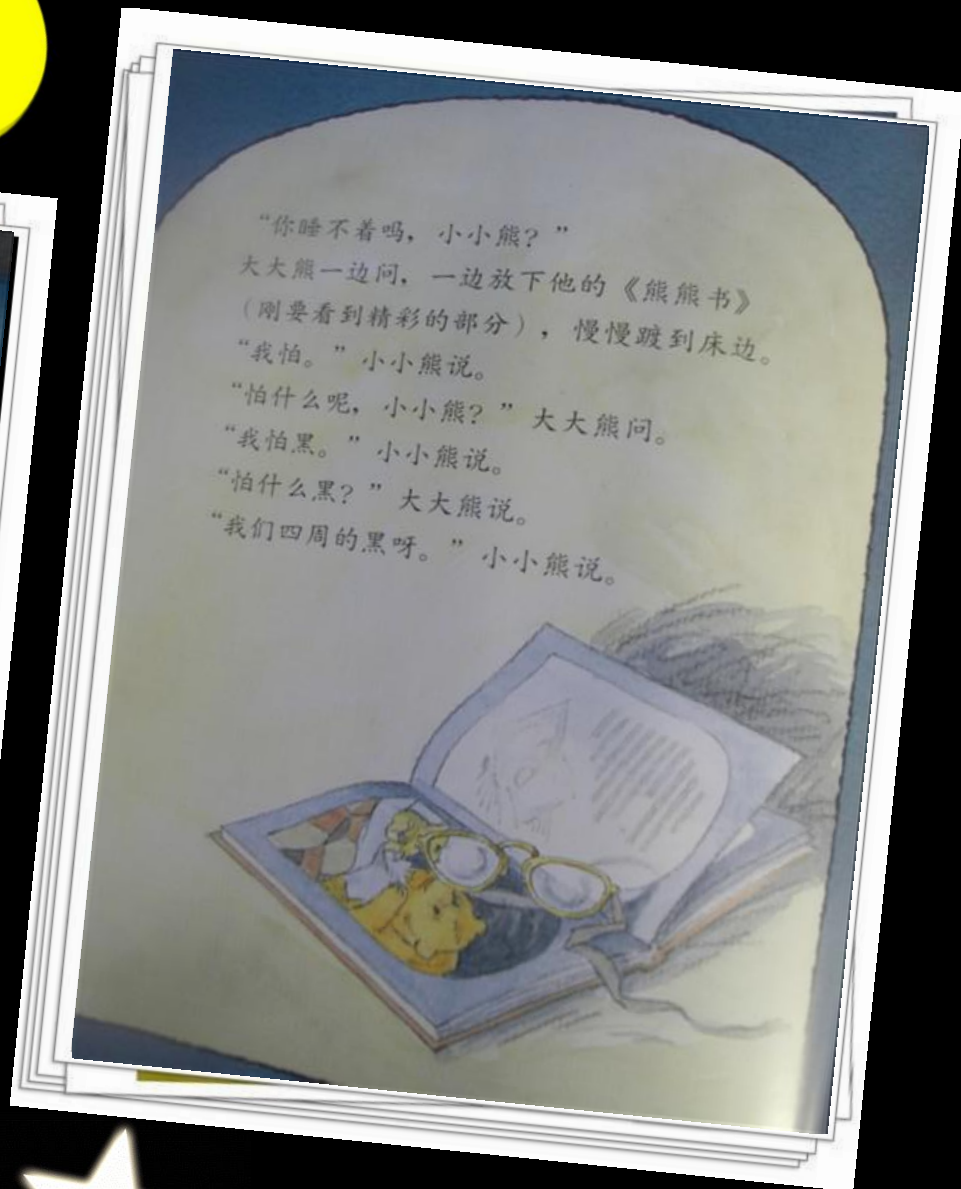 “你睡不着吗，小小熊？”
大大熊一边问，一边放下他的《熊熊书》
（刚要看到精彩的部分），慢慢踱到床边。
“我怕。”小小熊说。
“怕什么呢，小小熊？”大大熊问。
“我怕黑。”小小熊说。
“怕什么黑？”大大熊说。
“我们四周的黑呀。”小小熊说。